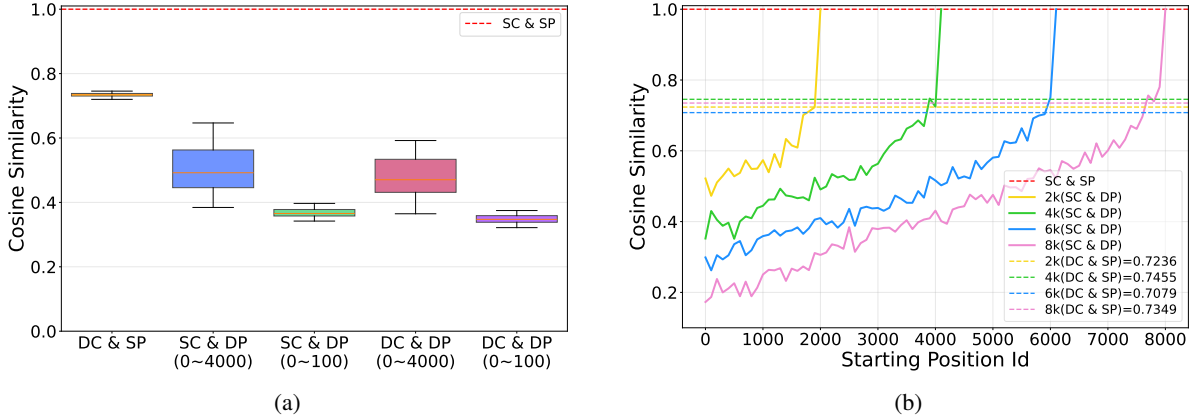 1.0
0.8
0.6
0.4
0.2
0.0
Cosine Similarity
SC & SP
DC & SP
SC & DP
(0~4000)
SC & DP
(0~100)
DC & DP
(0~4000)
DC & DP
(0~100)
(a)
1.0
0.8
0.6
0.4
0.2
Cosine Similarity
SC & SP
2k(SC & DP)
4k(SC & DP)
6k(SC & DP)
8k(SC & DP)
2k(DC & SP)=0.7236
4k(DC & SP)=0.7455
6k(DC & SP)=0.7079
8k(DC & SP)=0.7349
0 1000 2000 3000 4000 5000 6000 7000 8000
Starting Position Id
(b)